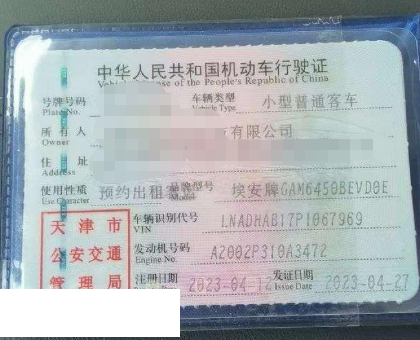 中华人民共和国机动车行驶证
Vehicle License of the People's Republic of China
号牌号码 车辆类型 小型普通客车
Plate No. Vehicle Type
所有人 有限公司
Owner
住址
Address
使用性质 预约出租客 品牌型号 埃安牌GAM6450BEVD0E
Use Character Model
天津市 车辆识别代号 LNADHAB17P1067969
VIN
公安交通 发动机号码 A2002P310A3472
Engine No.
管理局 注册日期 2023-04-12 发证日期 2023-04-27
Issue Date